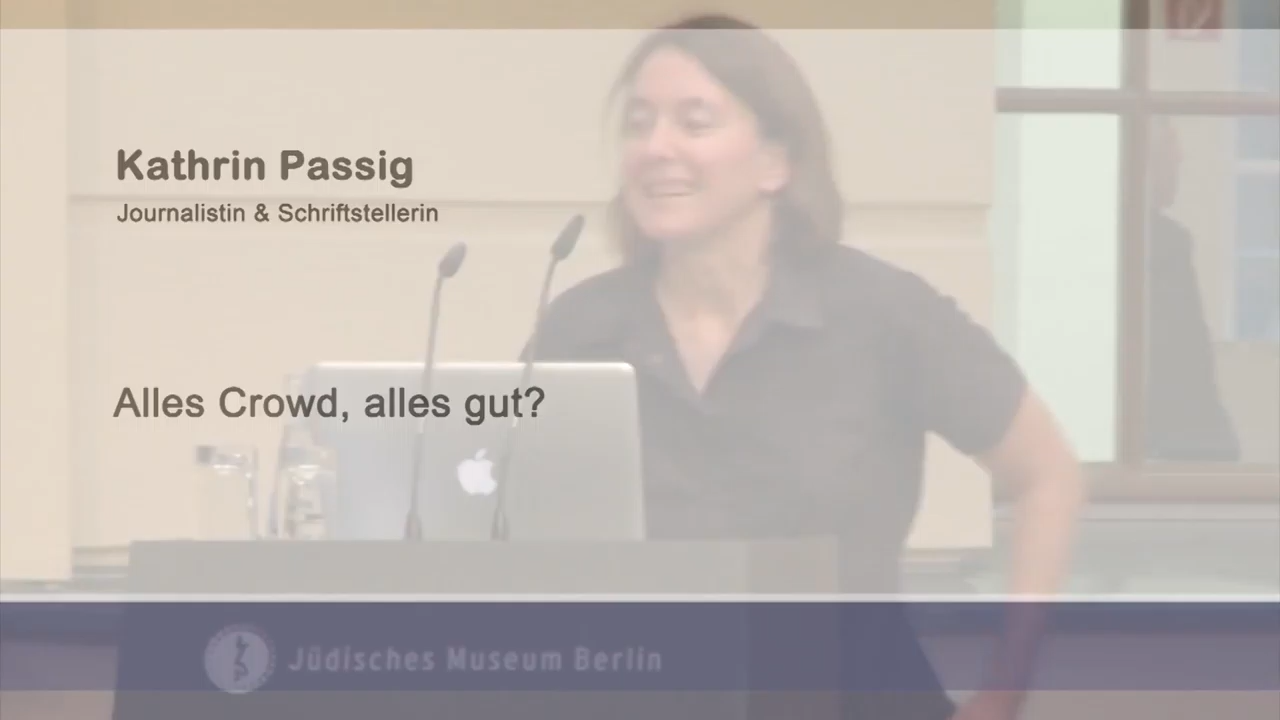 Kathrin Passig
Journalistin & Schriftstellerin
Alles Crowd, alles gut?
Jüdisches Museum Berlin